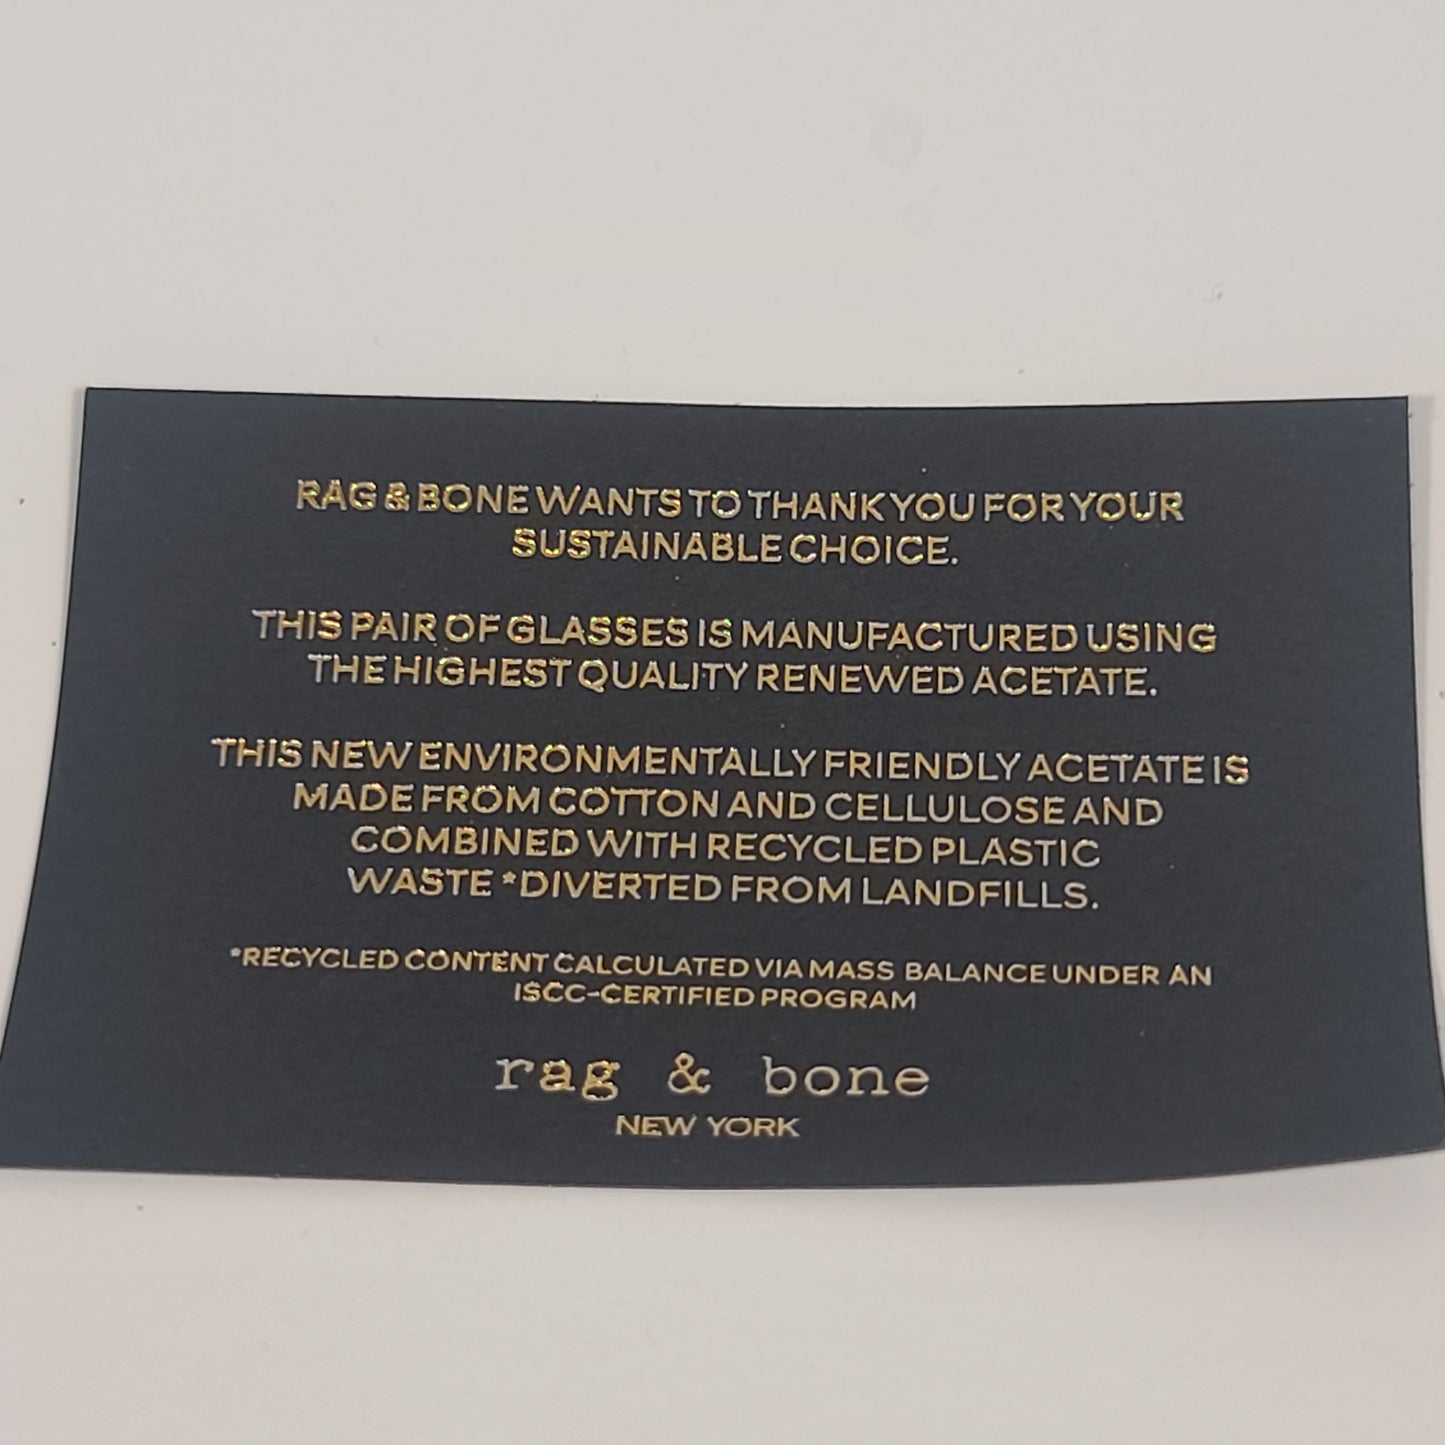 RAG & BONE WANTS TO THANK YOU FOR YOUR
SUSTAINABLE CHOICE.
THIS PAIR OF GLASSES IS MANUFACTURED USING
THE HIGHEST QUALITY RENEWED ACETATE.
THIS NEW ENVIRONMENTALLY FRIENDLY ACETATE IS
MADE FROM COTTON AND CELLULOSE AND
COMBINED WITH RECYCLED PLASTIC
WASTE *DIVERTED FROM LANDFILLS.
*RECYCLED CONTENT CALCULATED VIA MASS BALANCE UNDER AN
ISCC-CERTIFIED PROGRAM
rag & bone
NEW YORK